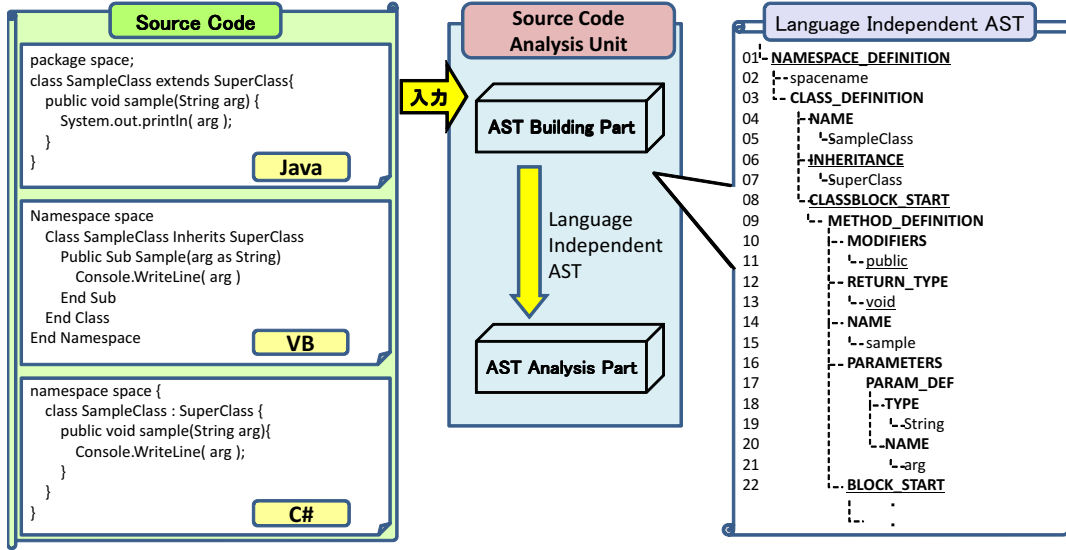 Source Code
package space;
class SampleClass extends SuperClass{
public void sample(String arg) {
System.out.println( arg );
}
}
Java
Namespace space
Class SampleClass Inherits SuperClass
Public Sub Sample(arg as String)
Console.WriteLine( arg )
End Sub
End Class
End Namespace
VB
namespace space {
class SampleClass : SuperClass {
public void sample(String arg){
Console.WriteLine( arg );
}
}
}
C#
入力
Source Code
Analysis Unit
AST Building Part
Language
Independent
AST
AST Analysis Part
Language Independent AST
01 NAMESPACE_DEFINITION
02 spacename
03 CLASS_DEFINITION
04 NAME
05 SampleClass
06 INHERITANCE
07 SuperClass
08 CLASSBLOCK_START
09 METHOD_DEFINITION
10 MODIFIERS
11 public
12 RETURN_TYPE
13 void
14 NAME
15 sample
16 PARAMETERS
17 PARAM_DEF
18 TYPE
19 String
20 NAME
21 arg
22 BLOCK_START